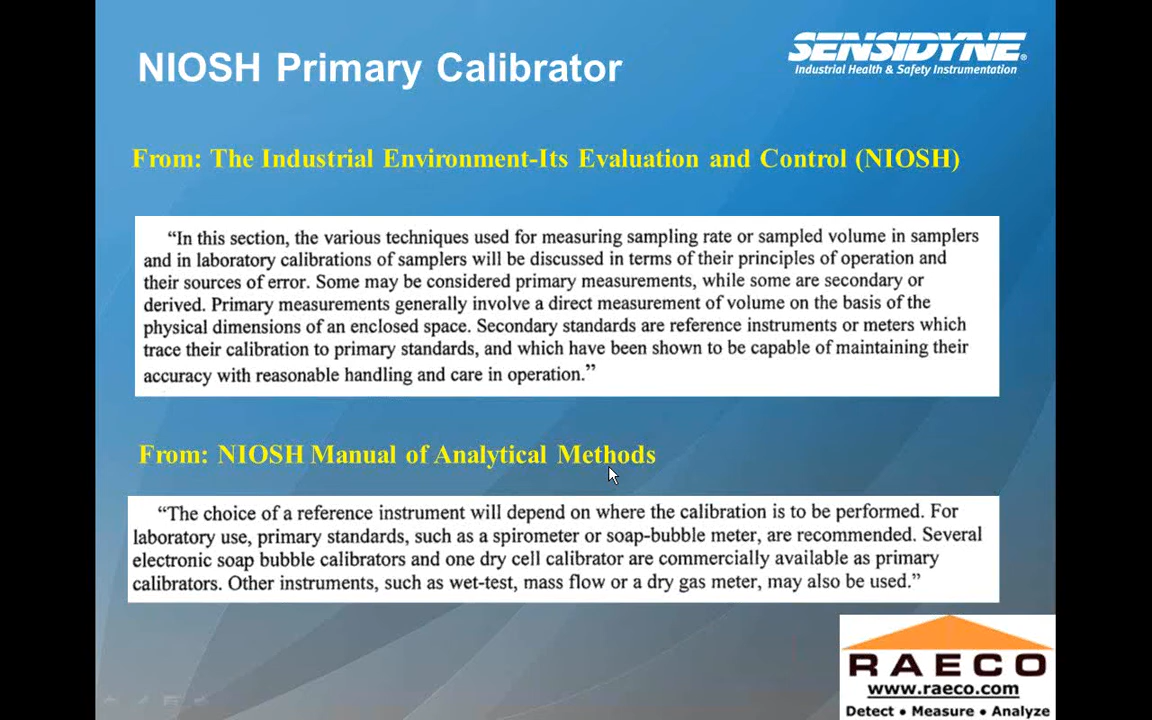 NIOSH Primary Calibrator
SENSIDYNE®
Industrial Health & Safety Instrumentation
From: The Industrial Environment-Its Evaluation and Control (NIOSH)
“In this section, the various techniques used for measuring sampling rate or sampled volume in samplers
and in laboratory calibrations of samplers will be discussed in terms of their principles of operation and
their sources of error. Some may be considered primary measurements, while some are secondary or
derived. Primary measurements generally involve a direct measurement of volume on the basis of the
physical dimensions of an enclosed space. Secondary standards are reference instruments or meters which
trace their calibration to primary standards, and which have been shown to be capable of maintaining their
accuracy with reasonable handling and care in operation.”
From: NIOSH Manual of Analytical Methods
“The choice of a reference instrument will depend on where the calibration is to be performed. For
laboratory use, primary standards, such as a spirometer or soap-bubble meter, are recommended. Several
electronic soap bubble calibrators and one dry cell calibrator are commercially available as primary
calibrators. Other instruments, such as wet-test, mass flow or a dry gas meter, may also be used.”
RAECO
www.raeco.com
Detect • Measure • Analyze